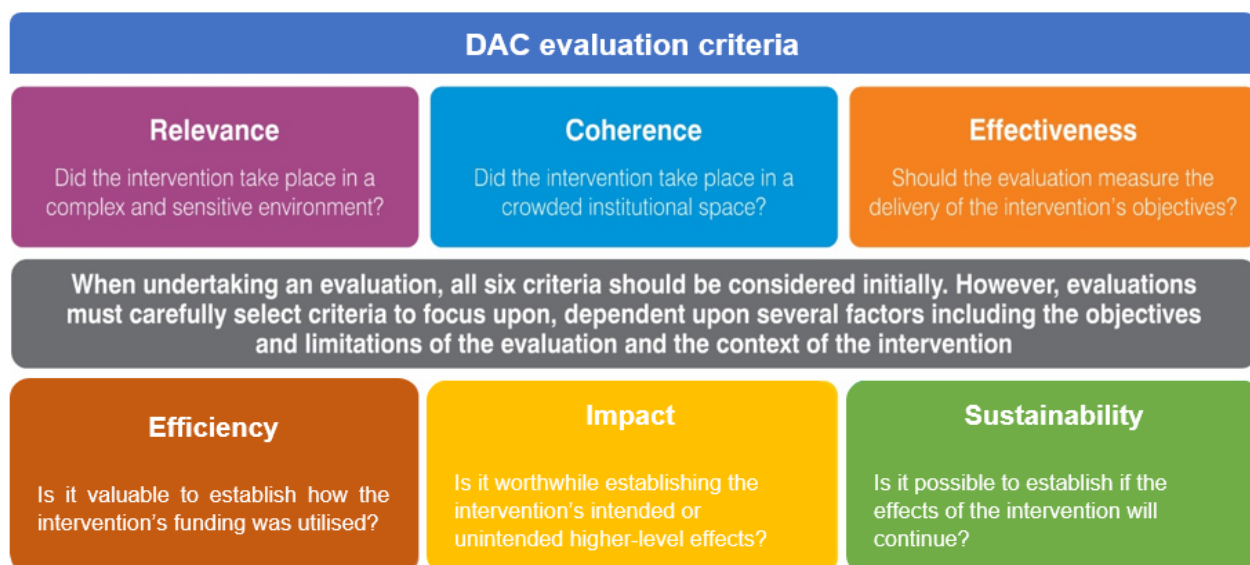 DAC evaluation criteria
Relevance
Did the intervention take place in a
complex and sensitive environment?
Coherence
Did the intervention take place in a
crowded institutional space?
Effectiveness
Should the evaluation measure the
delivery of the intervention's objectives?
When undertaking an evaluation, all six criteria should be considered initially. However, evaluations
must carefully select criteria to focus upon, dependent upon several factors including the objectives
and limitations of the evaluation and the context of the intervention
Efficiency
Is it valuable to establish how the
intervention's funding was utilised?
Impact
Is it worthwhile establishing the
intervention's intended or
unintended higher-level effects?
Sustainability
Is it possible to establish if the
effects of the intervention will
continue?